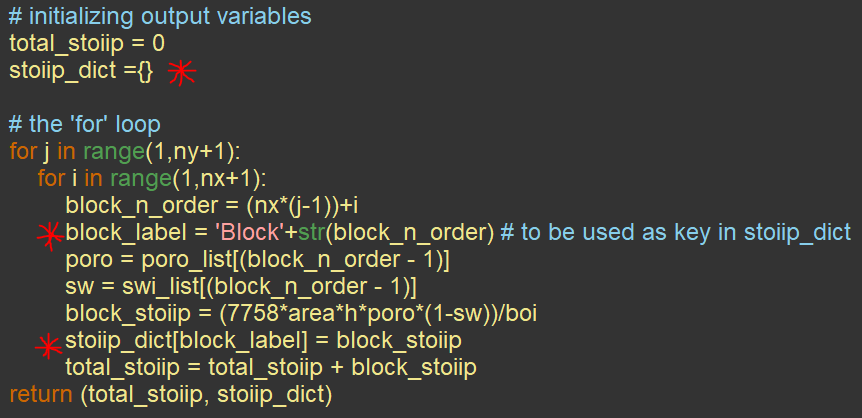 # initializing output variables
total_stoiip = 0
stoiip_dict ={}
# the 'for' loop
for j in range(1,ny+1):
for i in range(1,nx+1):
block_n_order = (nx*(j-1))+i
block_label = 'Block'+str(block_n_order) # to be used as key in stoiip_dict
poro = poro_list[(block_n_order - 1)]
sw = swi_list[(block_n_order - 1)]
block_stoiip = (7758*area*h*poro*(1-sw))/boi
stoiip_dict[block_label] = block_stoiip
total_stoiip = total_stoiip + block_stoiip
return (total_stoiip, stoiip_dict)